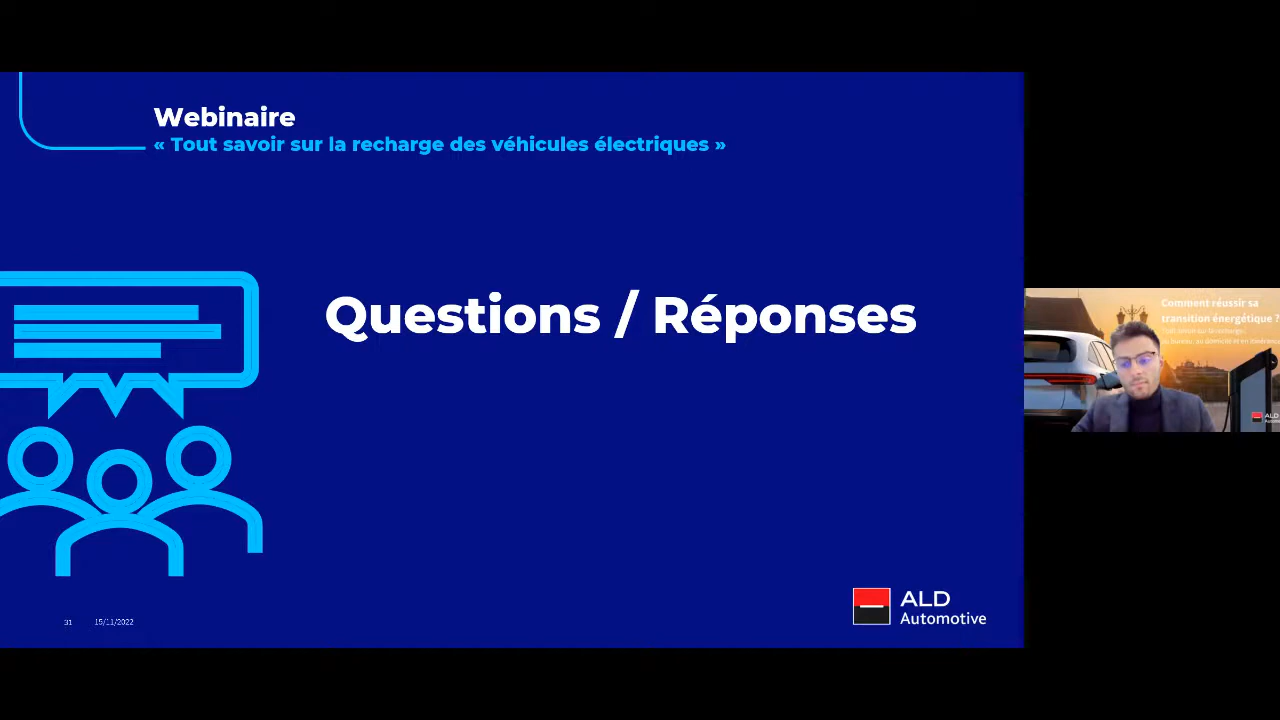 Webinaire
« Tout savoir sur la recharge des véhicules électriques »
Questions / Réponses
31 15/11/2022
ALD
Automotive
Comment réussir sa
transition énergétique ?
ALD